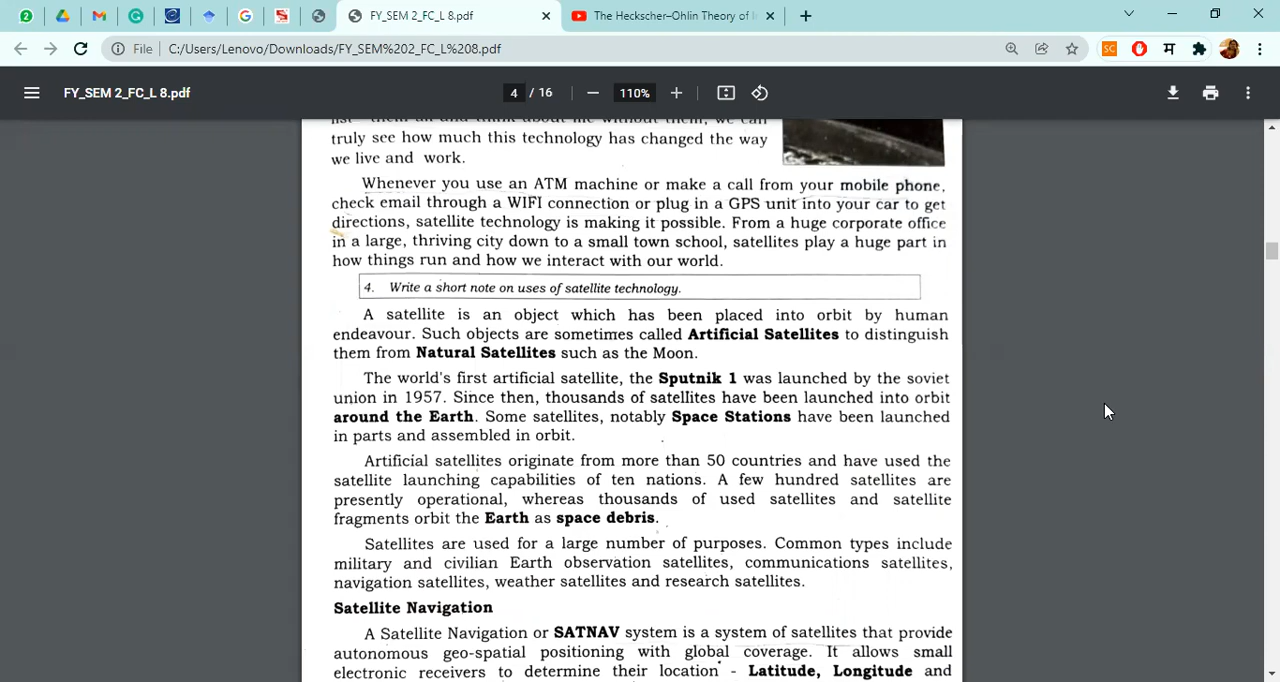 FY_SEM 2_FC_L 8.pdf
The Heckscher–Ohlin Theory of I
File C:/Users/Lenovo/Downloads/FY_SEM%202_FC_L%208.pdf
FY_SEM 2_FC_L 8.pdf
4 / 16
110%
truly see how much this technology has changed the way
we live and work.
Whenever you use an ATM machine or make a call from your mobile phone,
check email through a WIFI connection or plug in a GPS unit into your car to get
directions, satellite technology is making it possible. From a huge corporate office
in a large, thriving city down to a small town school, satellites play a huge part in
how things run and how we interact with our world.
4. Write a short note on uses of satellite technology.
A satellite is an object which has been placed into orbit by human
endeavour. Such objects are sometimes called Artificial Satellites to distinguish
them from Natural Satellites such as the Moon.
The world's first artificial satellite, the Sputnik 1 was launched by the soviet
union in 1957. Since then, thousands of satellites have been launched into orbit
around the Earth. Some satellites, notably Space Stations have been launched
in parts and assembled in orbit.
Artificial satellites originate from more than 50 countries and have used the
satellite launching capabilities of ten nations. A few hundred satellites are
presently operational, whereas thousands of used satellites and satellite
fragments orbit the Earth as space debris.
Satellites are used for a large number of purposes. Common types include
military and civilian Earth observation satellites, communications satellites,
navigation satellites, weather satellites and research satellites.
Satellite Navigation
A Satellite Navigation or SATNAV system is a system of satellites that provide
autonomous geo-spatial positioning with global coverage. It allows small
electronic receivers to determine their location - Latitude, Longitude and